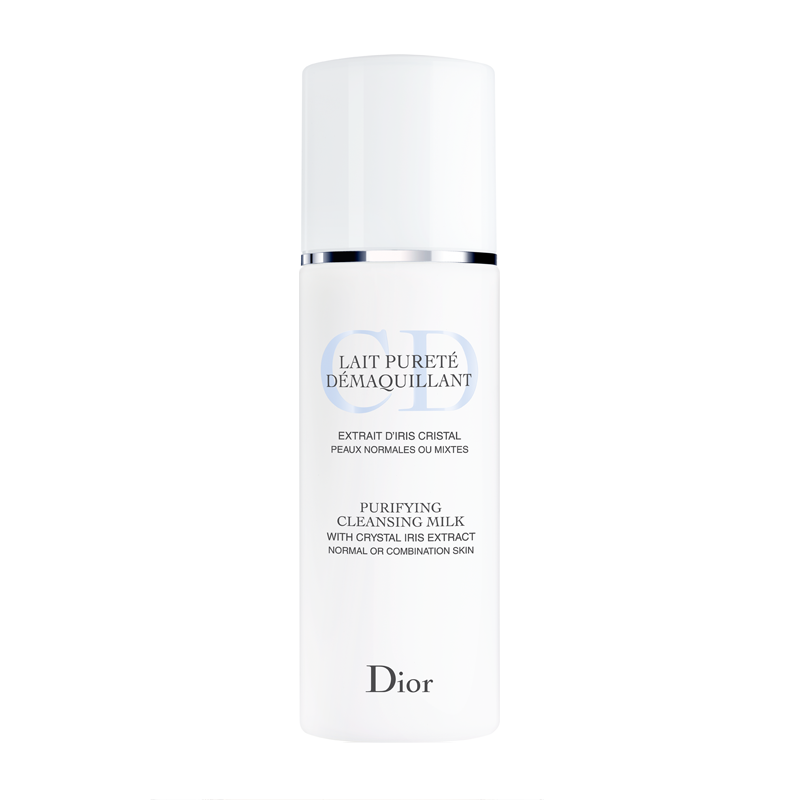 CD
LAIT PURETÉ
DÉMAQUILLANT
EXTRAIT D'IRIS CRISTAL
PEAUX NORMALES OU MIXTES
PURIFYING
CLEANSING MILK
WITH CRYSTAL IRIS EXTRACT
NORMAL OR COMBINATION SKIN
Dior